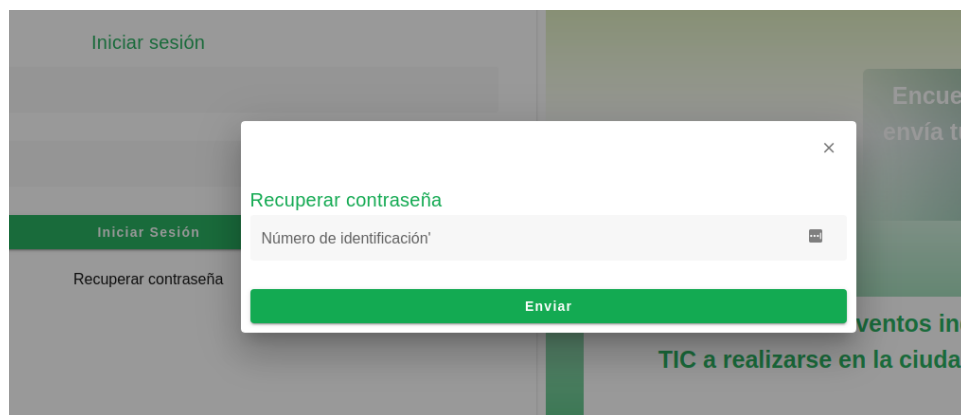 Iniciar sesión
Iniciar Sesión
Recuperar contraseña
Recuperar contraseña
Número de identificación'
Enviar
Encue
envía tu
ventos in
TIC a realizarse en la ciuda